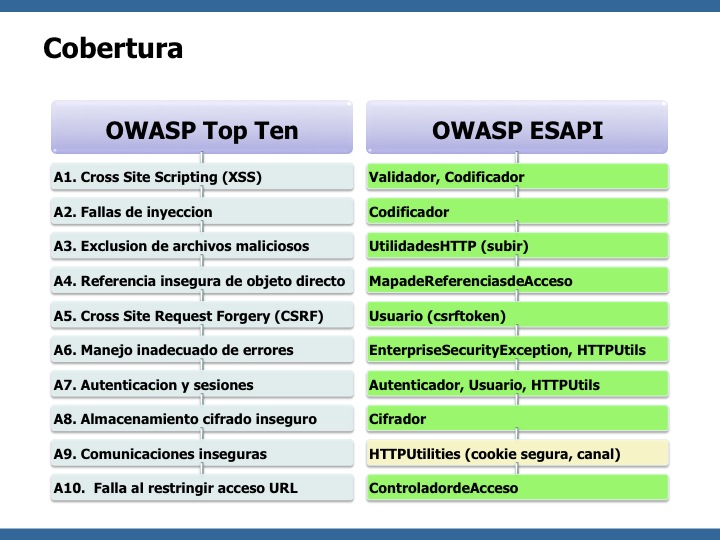 Cobertura
OWASP Top Ten
OWASP ESAPI
A1. Cross Site Scripting (XSS)
Validador, Codificador
A2. Fallas de inyeccion
Codificador
A3. Exclusion de archivos maliciosos
UtilidadesHTTP (subir)
A4. Referencia insegura de objeto directo
MapadeReferenciasdeAcceso
A5. Cross Site Request Forgery (CSRF)
Usuario (csrftoken)
A6. Manejo inadecuado de errores
EnterpriseSecurityException, HTTPUtils
A7. Autenticacion y sesiones
Autenticador, Usuario, HTTPUtils
A8. Almacenamiento cifrado inseguro
Cifrador
A9. Comunicaciones inseguras
HTTPUtilities (cookie segura, canal)
A10.  Falla al restringir acceso URL
ControladordeAcceso